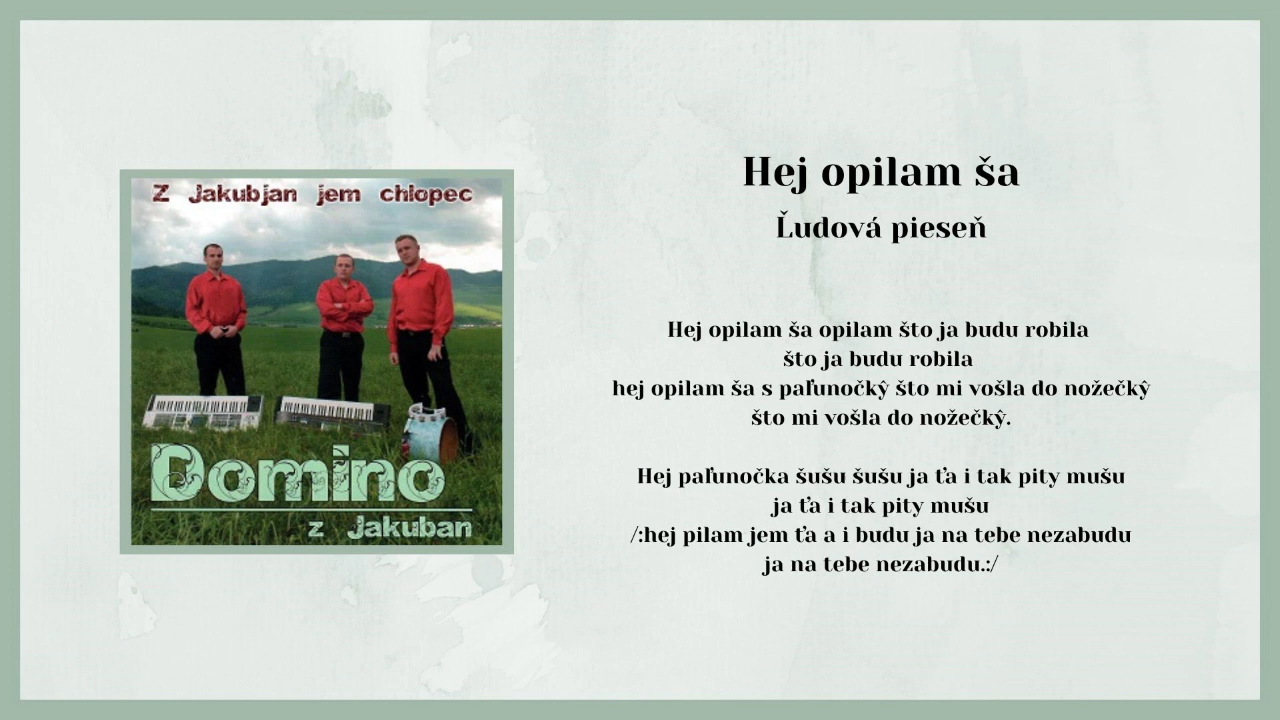 Z Jakubjan jem chlopec
Domino
z Jakuban
Hej opilam ša
Ľudová pieseň
Hej opilam ša opilam što ja budu robila
što ja budu robila
hej opilam ša s paľunočkŷ što mi vošla do nožečkŷ
što mi vošla do nožečkŷ.
Hej paľunočka šušu šušu ja ťa i tak pity mušu
ja ťa i tak pity mušu
/:hej pilam jem ťa a i budu ja na tebe nezabudu
ja na tebe nezabudu.:/